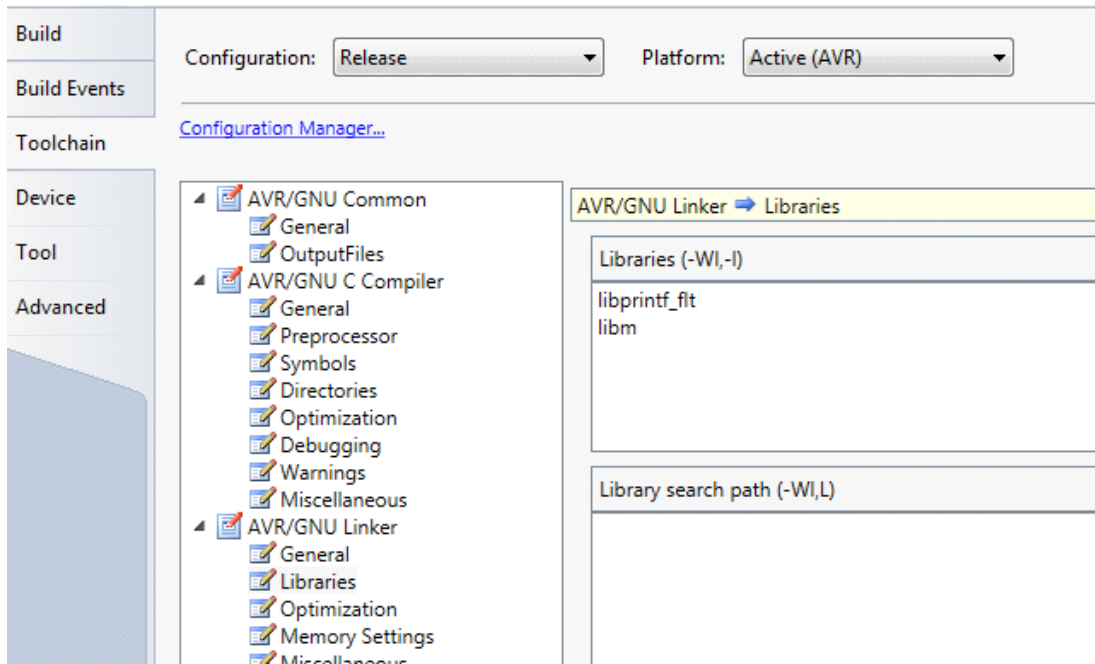 Build
Build Events
Toolchain
Device
Tool
Advanced
Configuration: Release Platform: Active (AVR)
Configuration Manager...
AVR/GNU Common
General
OutputFiles
AVR/GNU C Compiler
General
Preprocessor
Symbols
Directories
Optimization
Debugging
Warnings
Miscellaneous
AVR/GNU Linker
General
Libraries
Optimization
Memory Settings
Miscellaneous
AVR/GNU Linker Libraries
Libraries (-Wl,-l)
libprintf_flt
libm
Library search path (-Wl,L)